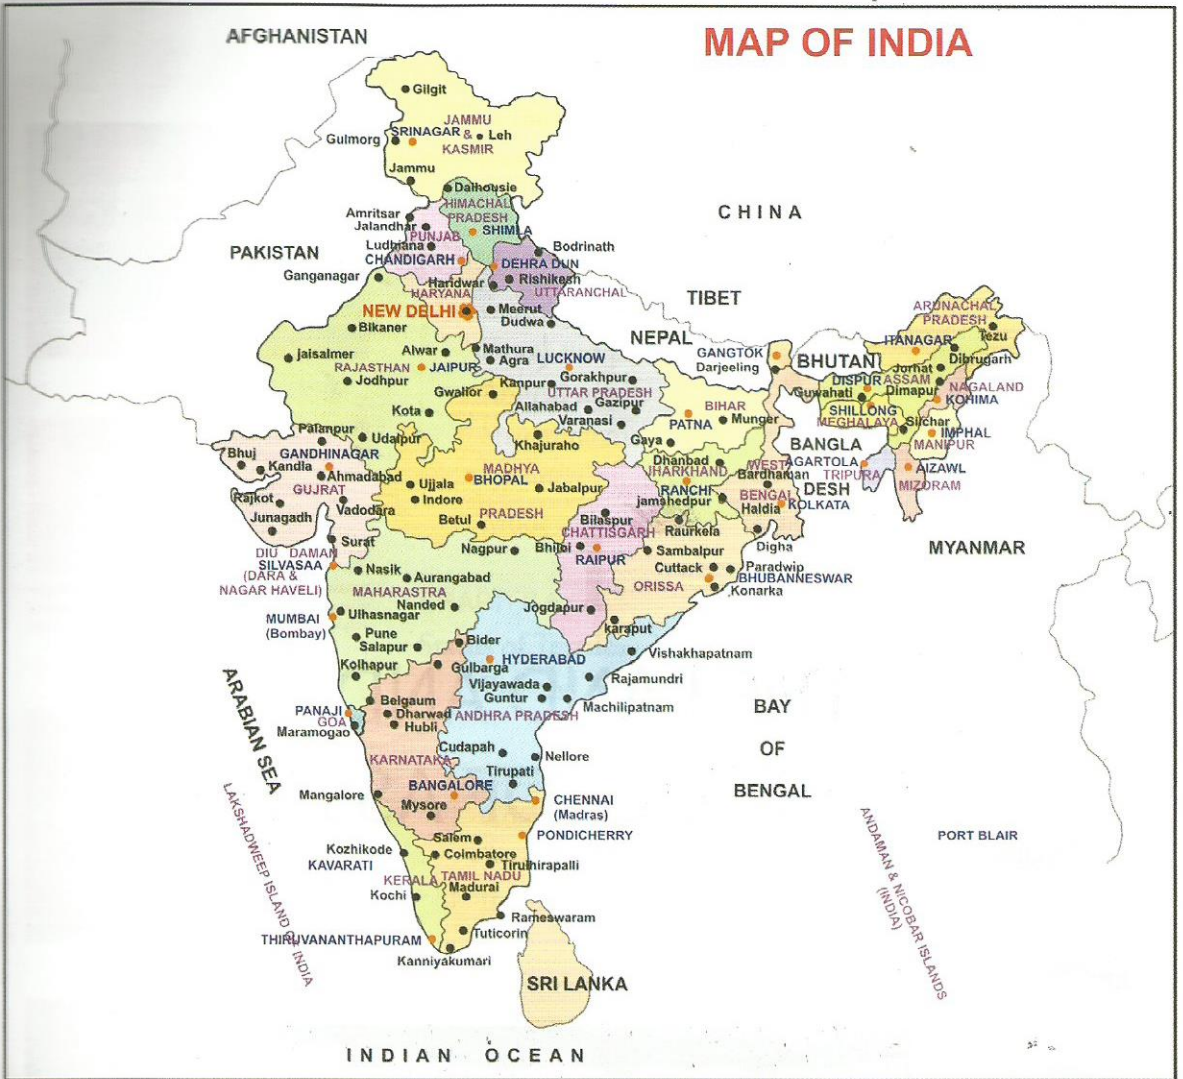 AFGHANISTAN
MAP OF INDIA
Gilgit
JAMMU
&
KASMIR
SRINAGAR
Leh
Gulmorg
Jammu
Dalhousie
HIMACHAL
PRADESH
SHIMLA
CHINA
Amritsar
Jalandhar
PUNJAB
Ludhiana
CHANDIGARH
PAKISTAN
Ganganagar
Bodrinath
DEHRA DUN
Rishikesh
Haridwar
UTTARANCHAL
HARYANA
TIBET
NEW DELHI
Meerut
Dudwa
NEPAL
Bikaner
Jaisalmer
Alwar
Mathura
Agra
LUCKNOW
RAJASTHAN
JAIPUR
Jodhpur
Gwalior
Kanpur
Gorakhpur
UTTAR PRADESH
Allahabad
Gazipur
Varanasi
Kota
GANGTOK
Darjeeling
BHUTAN
ARUNACHAL
PRADESH
Tezu
ITANAGAR
Dibrugarh
Jorhat
DISPUR
ASSAM
Dimapur
NAGALAND
Guwahati
KOHIMA
SHILLONG
MEGHALAYA
Silchar
IMPHAL
MANIPUR
BIHAR
PATNA
Munger
Gaya
BANGLA
DESH
AGARTOLA
TRIPURA
AIZAWL
MIZORAM
Palanpur
Udalpur
Khajuraho
Bhuj
GANDHINAGAR
Kandla
Ahmadabad
GUJRAT
Rajkot
Vadodara
Junagadh
Surat
Ujjala
Indore
MADHYA
BHOPAL
Jabalpur
PRADESH
Betul
Dhanbad
JHARKHAND
RANCHI
jamshedpur
WEST
Bardhaman
BENGAL
Haldia
KOLKATA
Digha
Bilaspur
CHATTISGARH
Raurkela
Bhilbi
RAIPUR
Sambalpur
Cuttack
Paradwip
BHUBANNESWAR
ORISSA
Konarka
Jogdapur
karaput
MYANMAR
DIU DAMAN
SILVASAA
(DARA &
NAGAR HAVELI)
Nagpur
Nasik
Aurangabad
MAHARASTRA
Nanded
MUMBAI
(Bombay)
Ulhasnagar
Pune
Salapur
Kolhapur
Bider
Gulbarga
HYDERABAD
Vishakhapatnam
Rajamundri
Vijayawada
Guntur
Machilipatnam
ANDHRA PRADESH
ARABIAN SEA
Belgaum
PANAJI
GOA
Dharwad
Hubli
Maramogao
BAY
OF
BENGAL
KARNATAKA
Cudapah
Nellore
Tirupati
BANGALORE
Mangalore
Mysore
CHENNAI
(Madras)
PONDICHERRY
LAKSHADWEEP ISLAND OF INDIA
Salem
Kozhikode
Coimbatore
KAVARATI
Tirulhirapalli
KERALA
TAMIL NADU
Kochi
Madurai
Rameswaram
Tuticorin
THIRUVANANTHAPURAM
Kanniyakumari
SRI LANKA
PORT BLAIR
ANDAMAN & NICOBAR ISLANDS
(INDIA)
INDIAN OCEAN